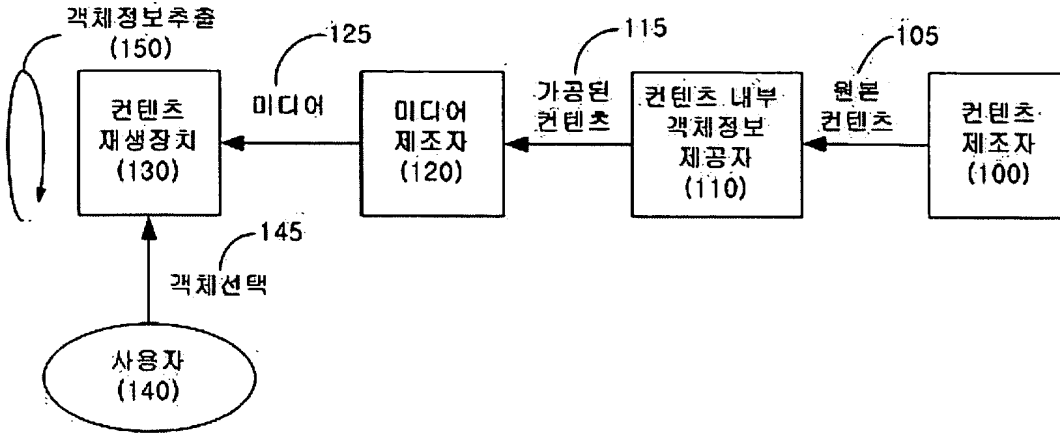 객체정보추출
(150)
125
115
105
컨텐츠
재생장치
(130)
미디어
미디어
제조자
(120)
가공된
컨텐츠
컨텐츠 내부
객체정보
제공자
(110)
원본
컨텐츠
컨텐츠
제조자
(100)
145
객체선택
사용자
(140)